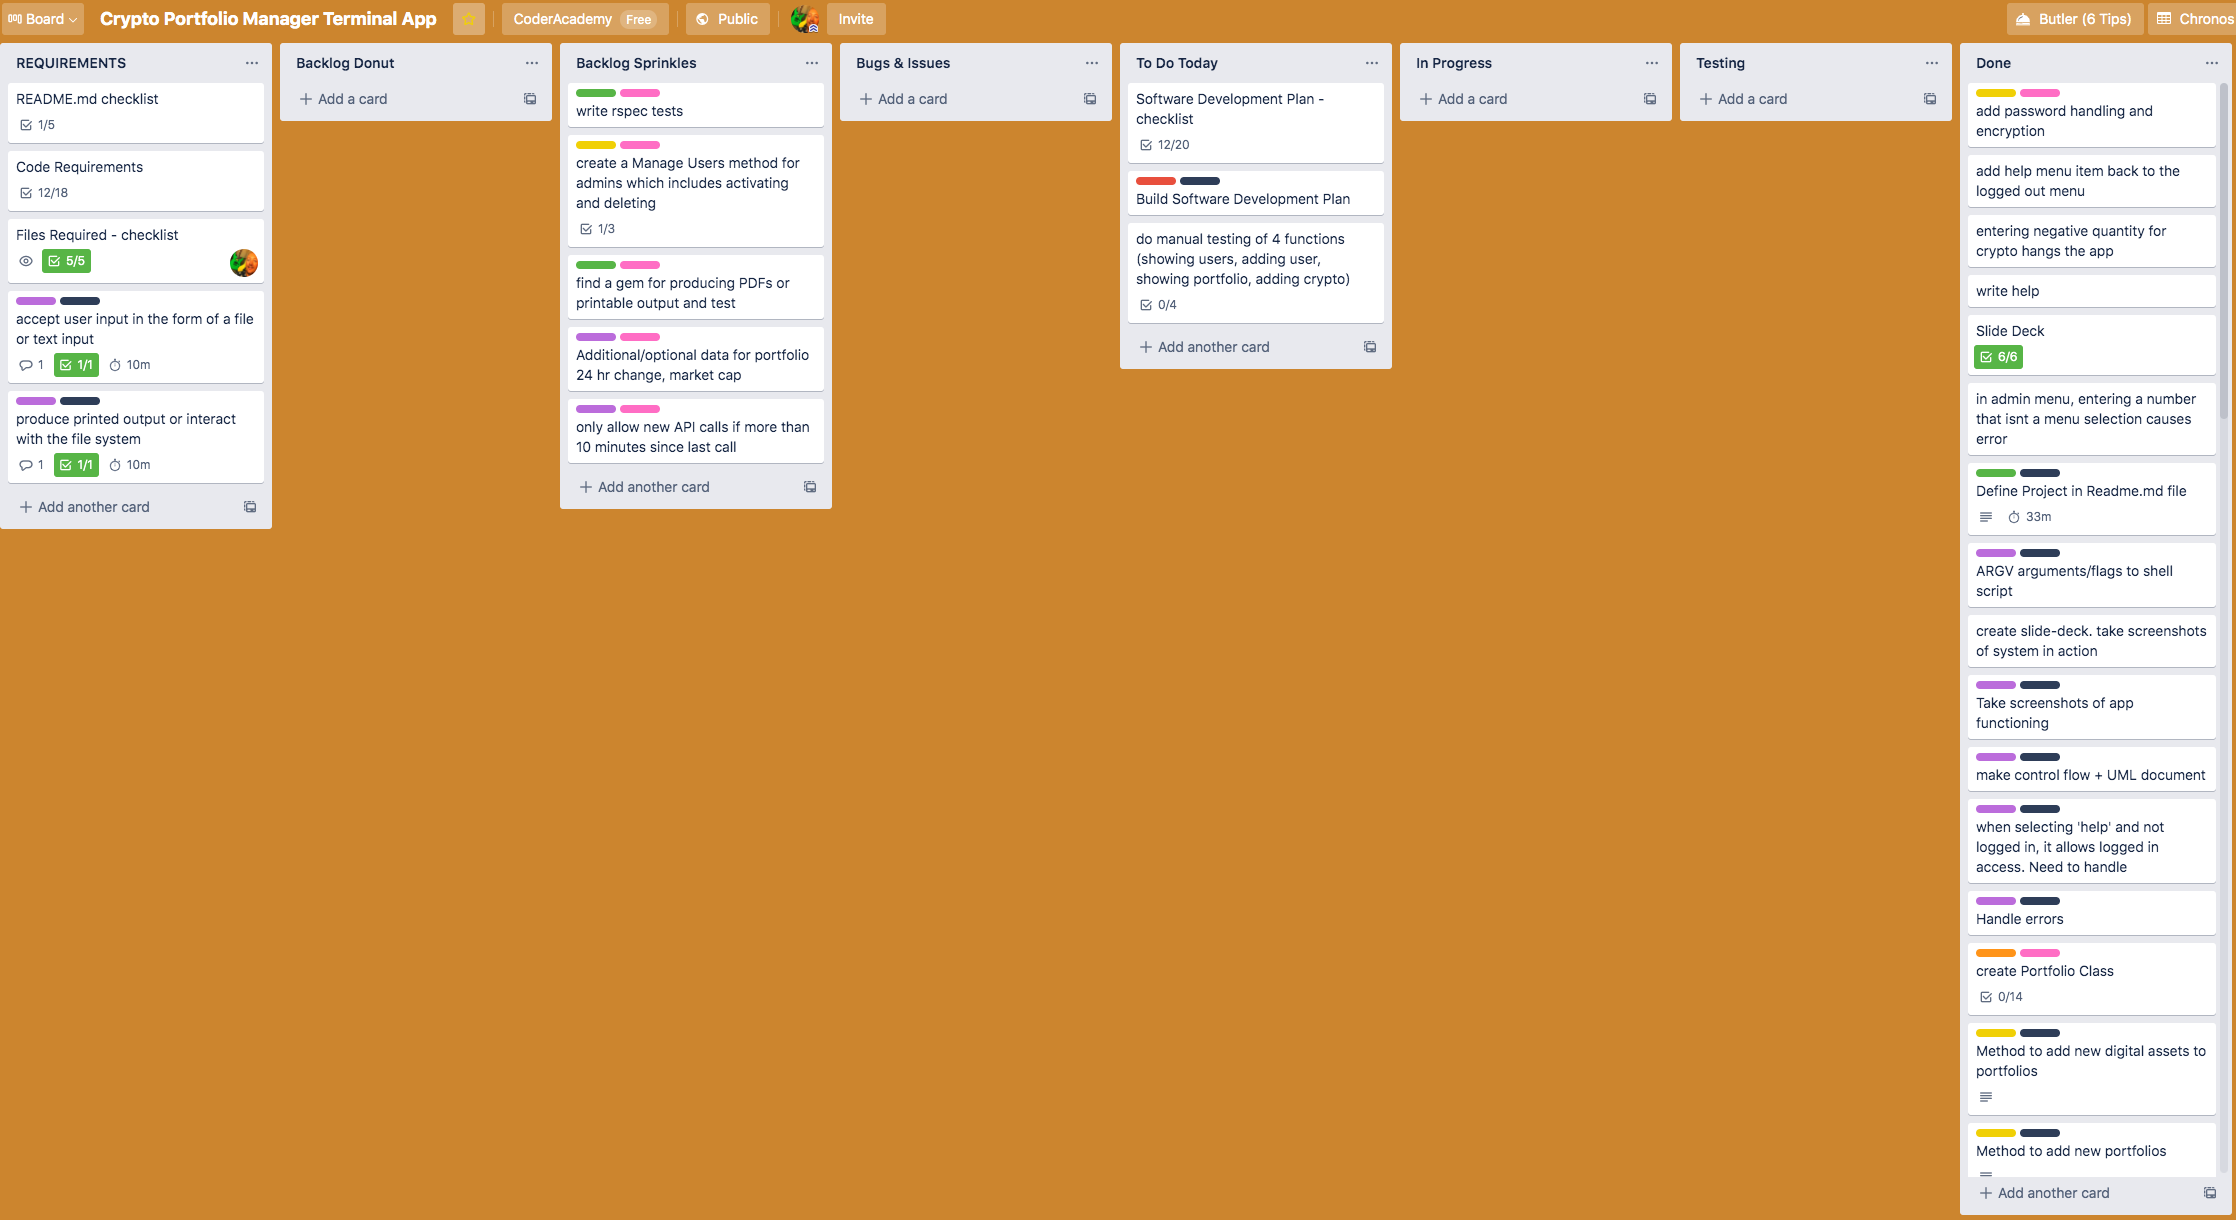 Board
Crypto Portfolio Manager Terminal App
CoderAcademy Free
Public
Invite
Butler (6 Tips)
Chronos
REQUIREMENTS
README.md checklist
1/5
Code Requirements
12/18
Files Required - checklist
5/5
accept user input in the form of a file
or text input
1 1/1 10m
produce printed output or interact
with the file system
1 1/1 10m
+ Add another card
Backlog Donut
+ Add a card
Backlog Sprinkles
write rspec tests
create a Manage Users method for
admins which includes activating
and deleting
1/3
find a gem for producing PDFs or
printable output and test
Additional/optional data for portfolio
24 hr change, market cap
only allow new API calls if more than
10 minutes since last call
+ Add another card
Bugs & Issues
+ Add a card
To Do Today
Software Development Plan -
checklist
12/20
Build Software Development Plan
do manual testing of 4 functions
(showing users, adding user,
showing portfolio, adding crypto)
0/4
+ Add another card
In Progress
+ Add a card
Testing
+ Add a card
Done
add password handling and
encryption
add help menu item back to the
logged out menu
entering negative quantity for
crypto hangs the app
write help
Slide Deck
6/6
in admin menu, entering a number
that isnt a menu selection causes
error
Define Project in Readme.md file
33m
ARGV arguments/flags to shell
script
create slide-deck. take screenshots
of system in action
Take screenshots of app
functioning
make control flow + UML document
when selecting 'help' and not
logged in, it allows logged in
access. Need to handle
Handle errors
create Portfolio Class
0/14
Method to add new digital assets to
portfolios
Method to add new portfolios
+ Add another card